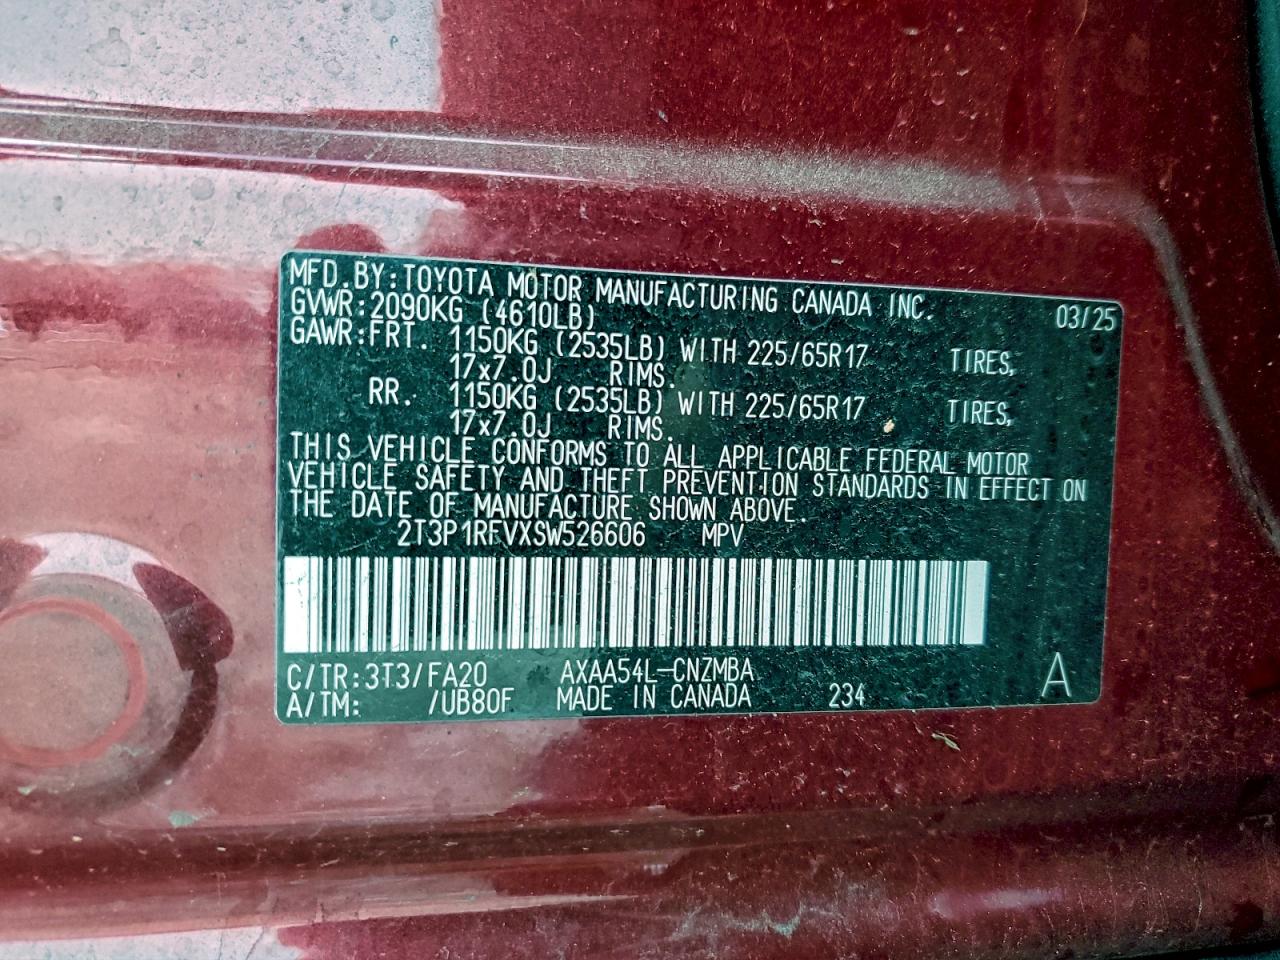 MFD.BY:TOYOTA MOTOR MANUFACTURING CANADA INC.
GVWR:2090KG (4610LB) 03/25
GAWR:FRT. 1150KG (2535LB) WITH 225/65R17 TIRES,
17x7.0J RIMS.
RR. 1150KG (2535LB) WITH 225/65R17 TIRES,
17x7.0J RIMS.
THIS VEHICLE CONFORMS TO ALL APPLICABLE FEDERAL MOTOR
VEHICLE SAFETY AND THEFT PREVENTION STANDARDS IN EFFECT ON
THE DATE OF MANUFACTURE SHOWN ABOVE.
2T3P1RFVXSW526606 MPV
C/TR:3T3/FA20 AXAA54L-CNZMBA A
A/TM: /UB80F MADE IN CANADA 234